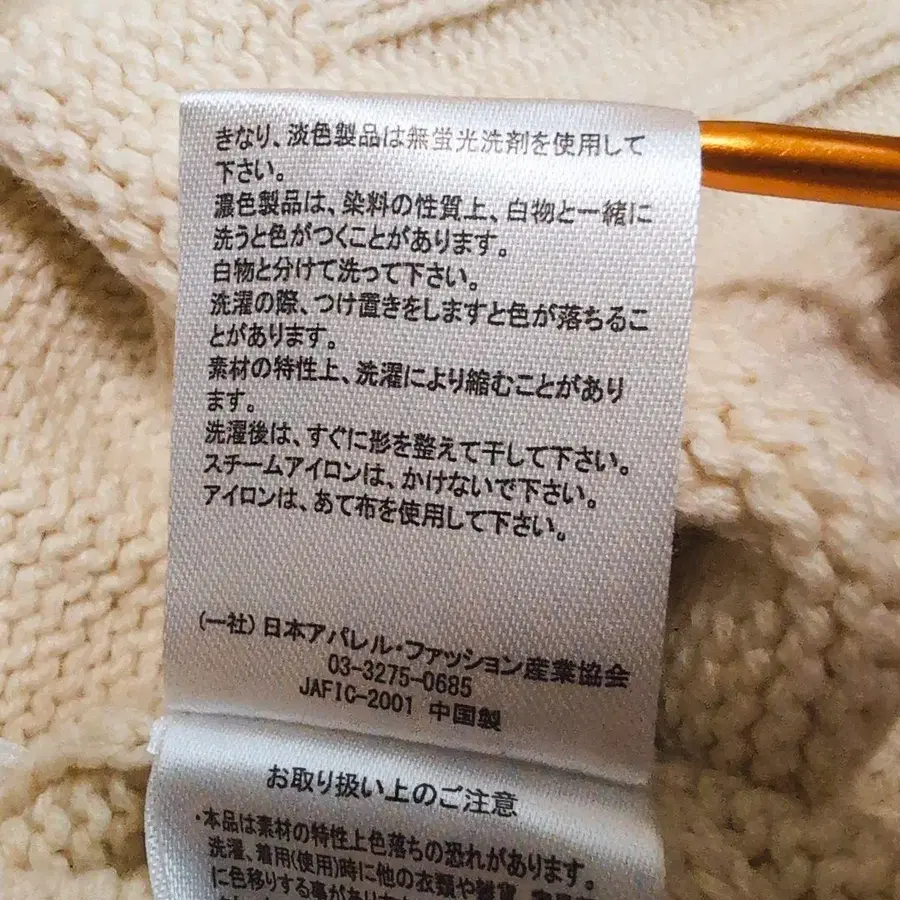 きなり、淡色製品は無蛍光洗剤を使用して
下さい。
濃色製品は、染料の性質上、白物と一緒に
洗うと色がつくことがあります。
白物と分けて洗って下さい。
洗濯の際、つけ置きをしますと色が落ちるこ
とがあります。
素材の特性上、洗濯により縮むことがあり
ます。
洗濯後は、すぐに形を整えて干して下さい。
スチームアイロンは、かけないで下さい。
アイロンは、あて布を使用して下さい。
(一社)日本アパレル・ファッション産業協会
03-3275-0685
JAFIC-2001 中国製
お取り扱い上のご注意
・本品は素材の特性上色落ちの恐れがあります。
洗濯、着用(使用)時に他の衣類や雑貨、
に色移りする事があり